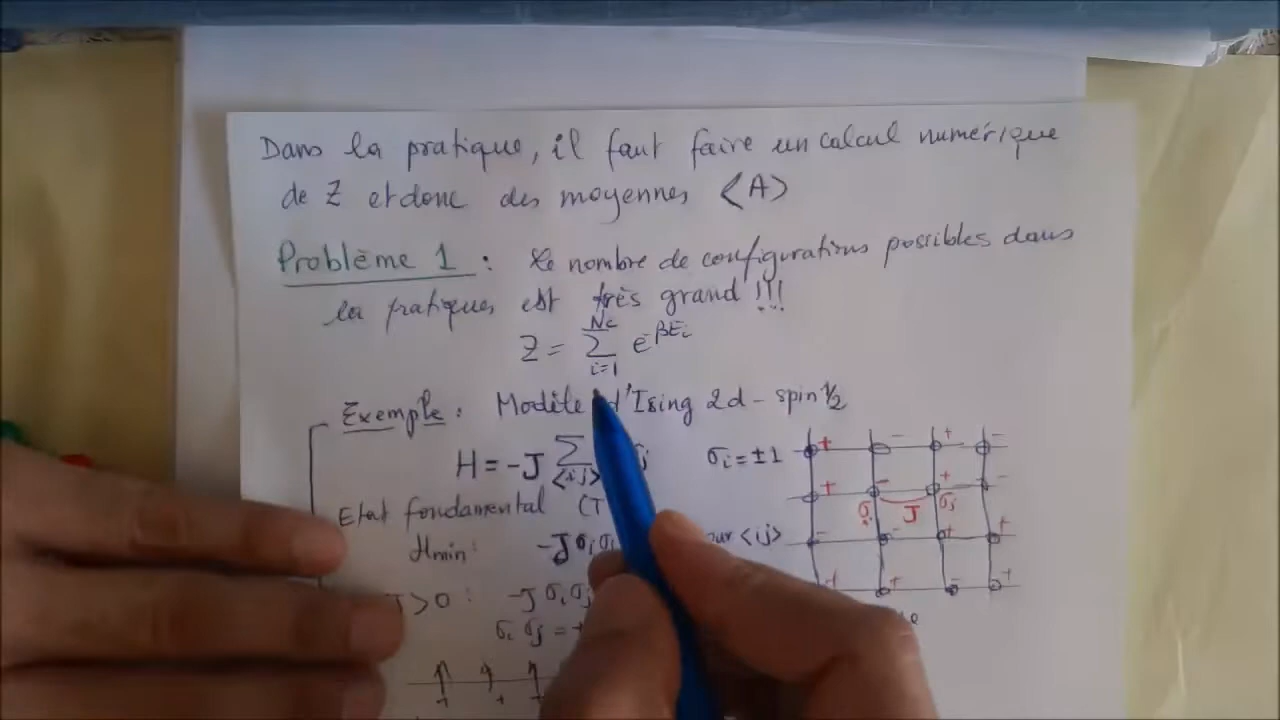 Dans la pratique, il faut faire un calcul numérique
de Z et donc des moyennes <A>
Problème 1 : Le nombre de configurations possibles dans
la pratiques est très grand !!!
Z = Σ_{i=1}^{Nc} e^{-βEi}
Exemple : Modèle d'Ising 2d - spin 1/2
H = -J Σ_{<ij>} σi = ±1
Etat fondamental (T
Hmin : -J σi <ij>
J > 0 : -J σi σj
σi σj = +
+ - + -
+ - + -
σi J σj
- - + +
+ + - +
+ + +